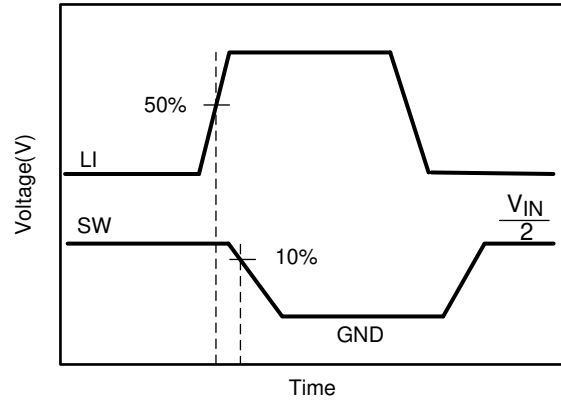 50%
LI
Voltage(V)
SW
V_IN
2
10%
GND
Time